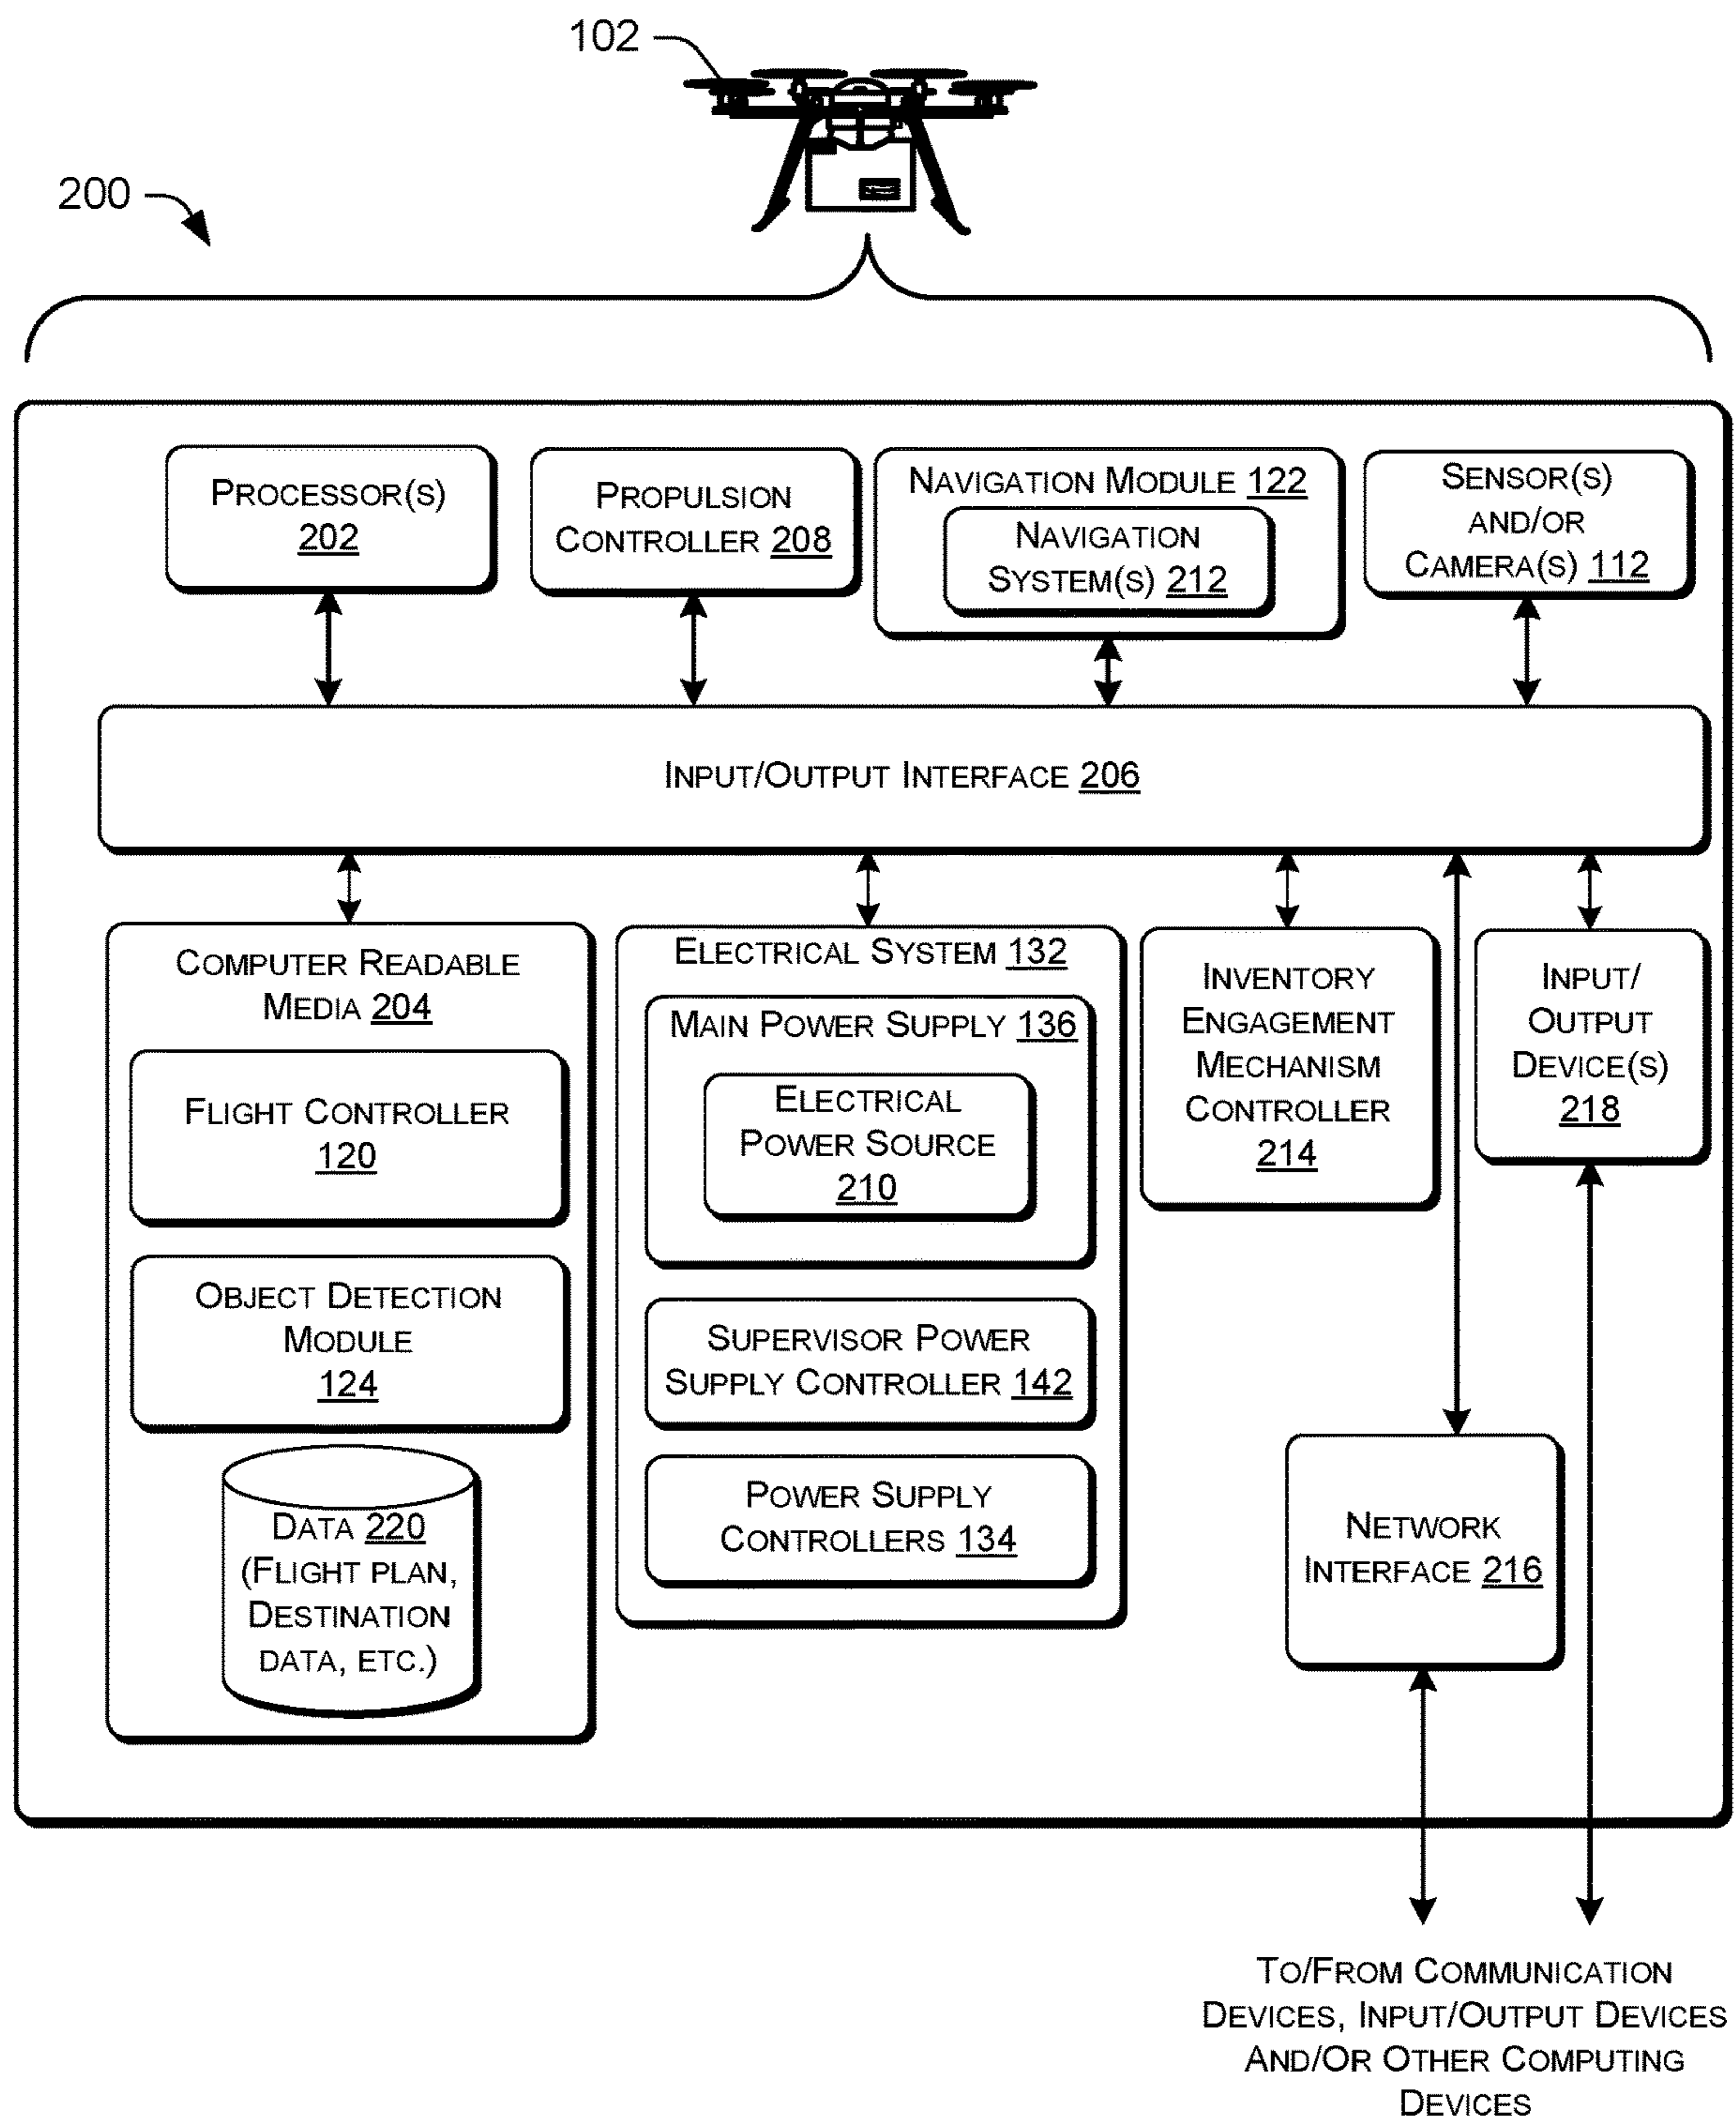 102
200
PROCESSOR(S)
202
PROPULSION
CONTROLLER 208
NAVIGATION MODULE 122
NAVIGATION
SYSTEM(S) 212
SENSOR(S)
AND/OR
CAMERA(S) 112
INPUT/OUTPUT INTERFACE 206
COMPUTER READABLE
MEDIA 204
FLIGHT CONTROLLER
120
OBJECT DETECTION
MODULE
124
DATA 220
(FLIGHT PLAN,
DESTINATION
DATA, ETC.)
ELECTRICAL SYSTEM 132
MAIN POWER SUPPLY 136
ELECTRICAL
POWER SOURCE
210
SUPERVISOR POWER
SUPPLY CONTROLLER 142
POWER SUPPLY
CONTROLLERS 134
INVENTORY
ENGAGEMENT
MECHANISM
CONTROLLER
214
INPUT/
OUTPUT
DEVICE(S)
218
NETWORK
INTERFACE 216
TO/FROM COMMUNICATION
DEVICES, INPUT/OUTPUT DEVICES
AND/OR OTHER COMPUTING
DEVICES